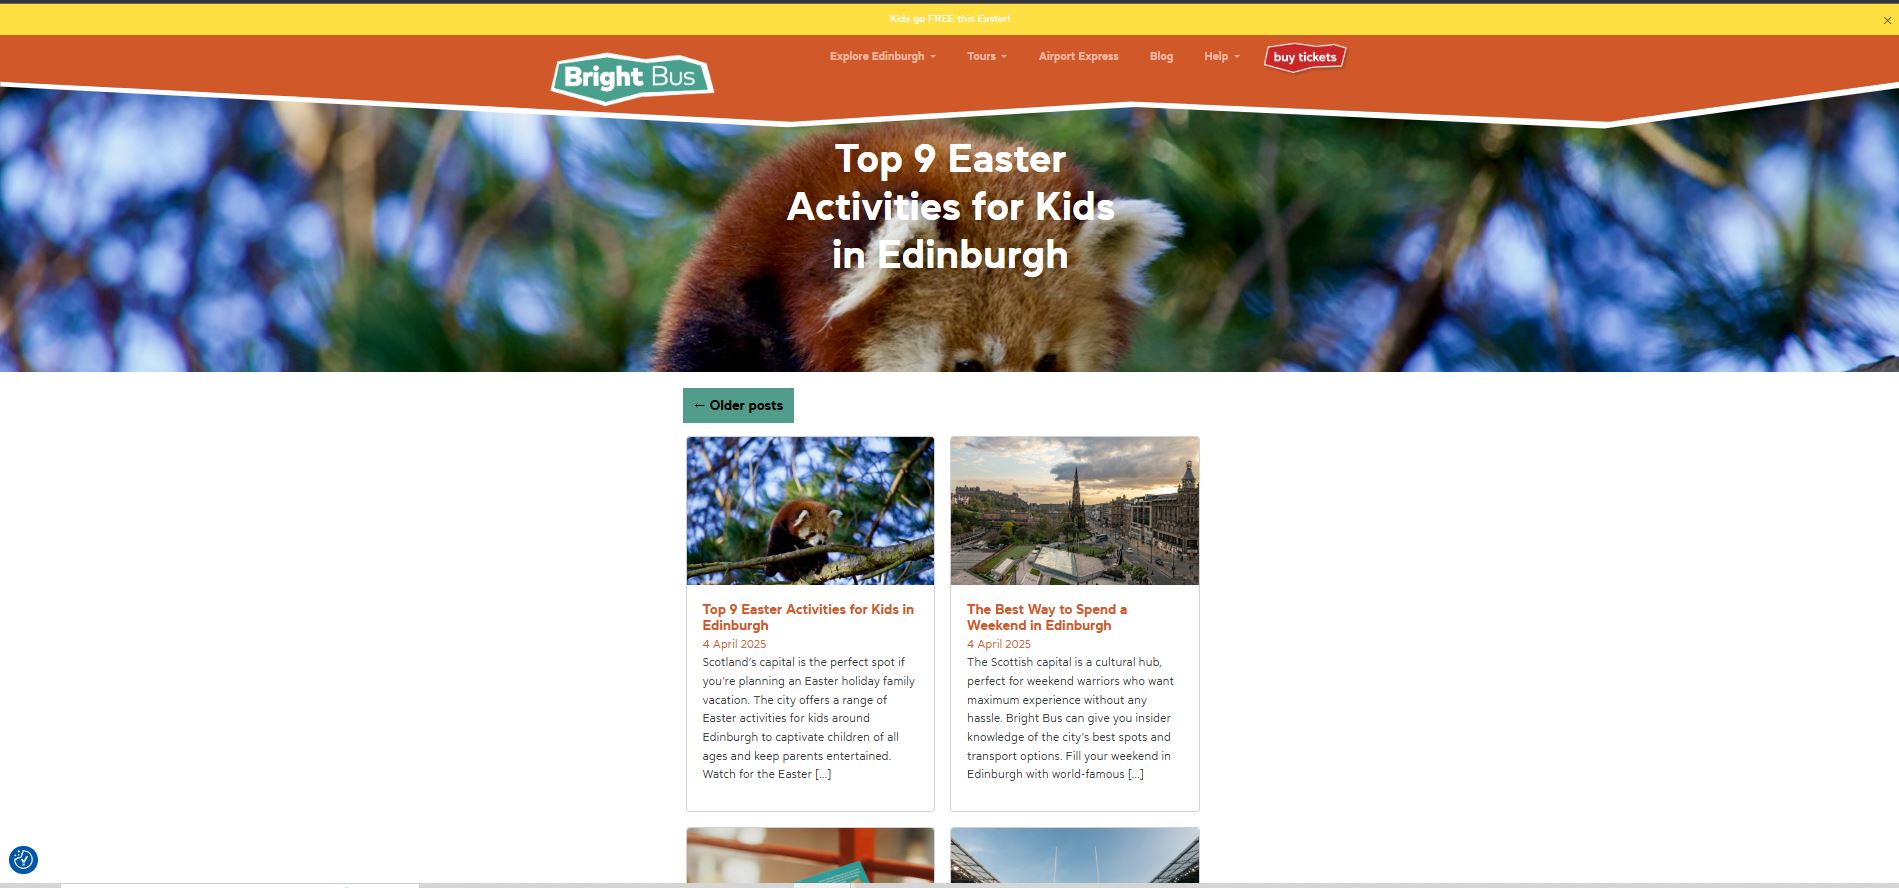 Kids go FREE this Easter!
Bright Bus
Explore Edinburgh
Tours
Airport Express
Blog
Help
buy tickets
Top 9 Easter
Activities for Kids
in Edinburgh
← Older posts
Top 9 Easter Activities for Kids in
Edinburgh
4 April 2025
Scotland's capital is the perfect spot if
you're planning an Easter holiday family
vacation. The city offers a range of
Easter activities for kids around
Edinburgh to captivate children of all
ages and keep parents entertained.
Watch for the Easter [...]
The Best Way to Spend a
Weekend in Edinburgh
4 April 2025
The Scottish capital is a cultural hub,
perfect for weekend warriors who want
maximum experience without any
hassle. Bright Bus can give you insider
knowledge of the city's best spots and
transport options. Fill your weekend in
Edinburgh with world-famous [...]